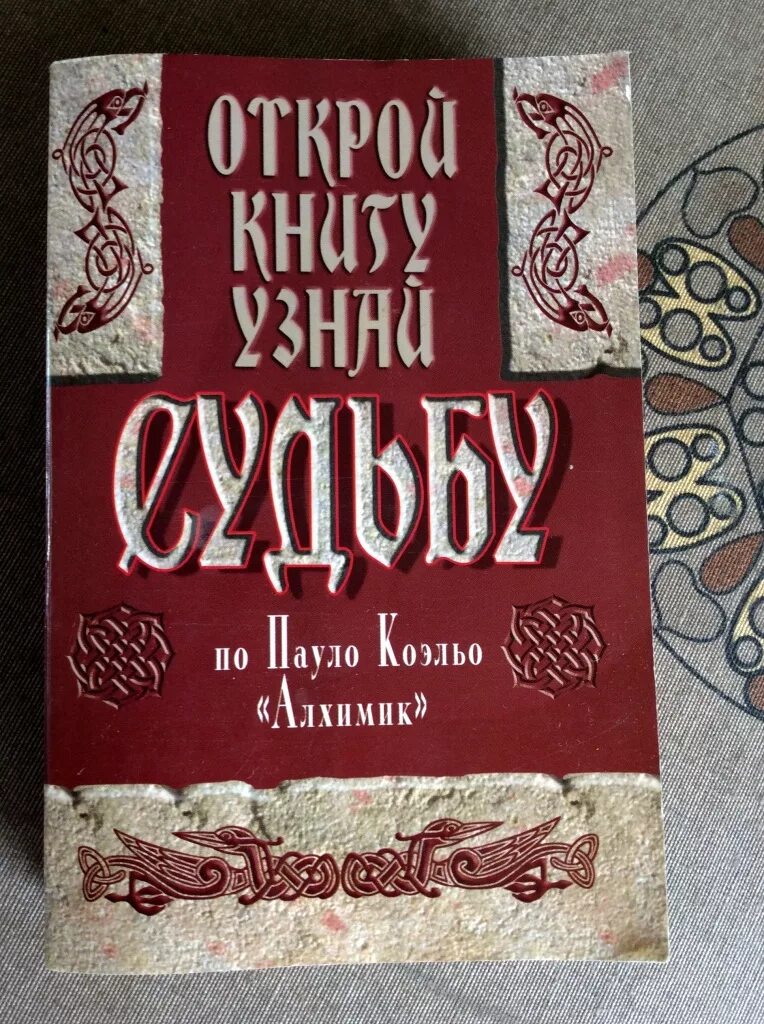 ОТКРОЙ
КНИГУ
УЗНАЙ
СУДЬБУ
по Пауло Коэльо
“Алхимик”